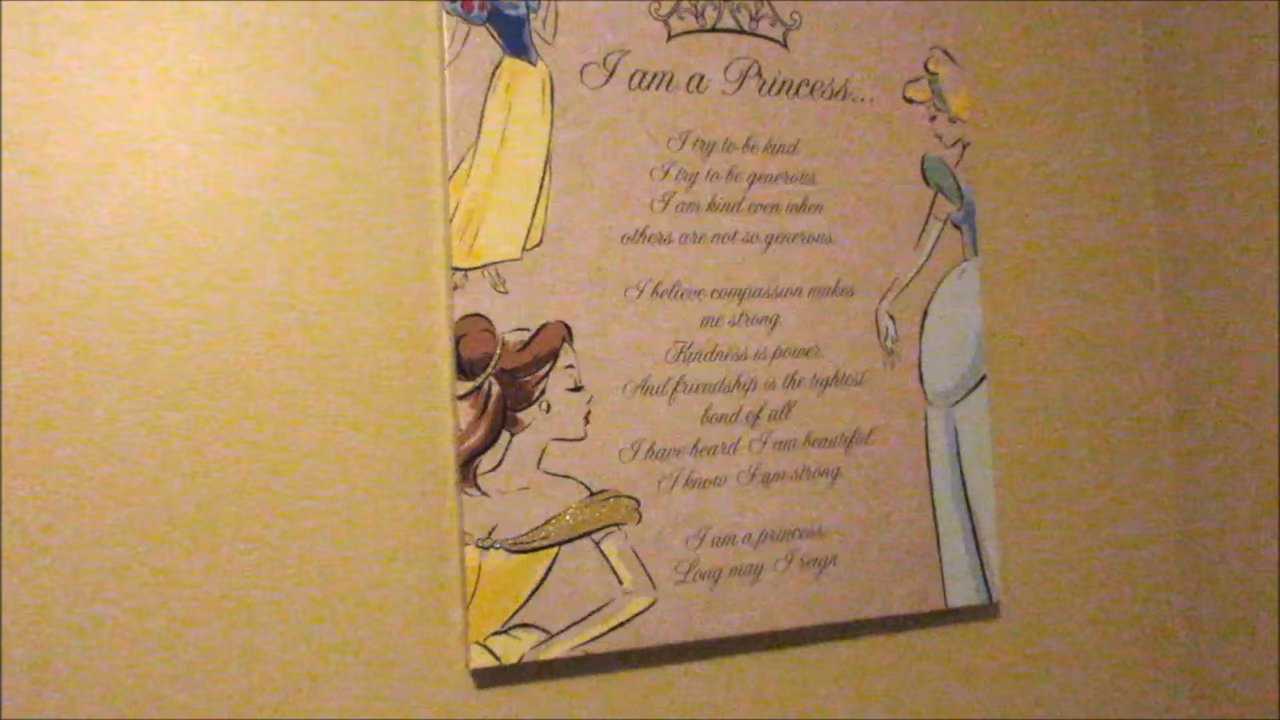 I am a Princess...
I try to be kind.
I try to be generous.
I am kind even when
others are not so generous.
I believe compassion makes
me strong.
Kindness is power.
And friendship is the tightest
bond of all
I have heard I am beautiful.
I know I am strong.
I am a princess.
Long may I reign